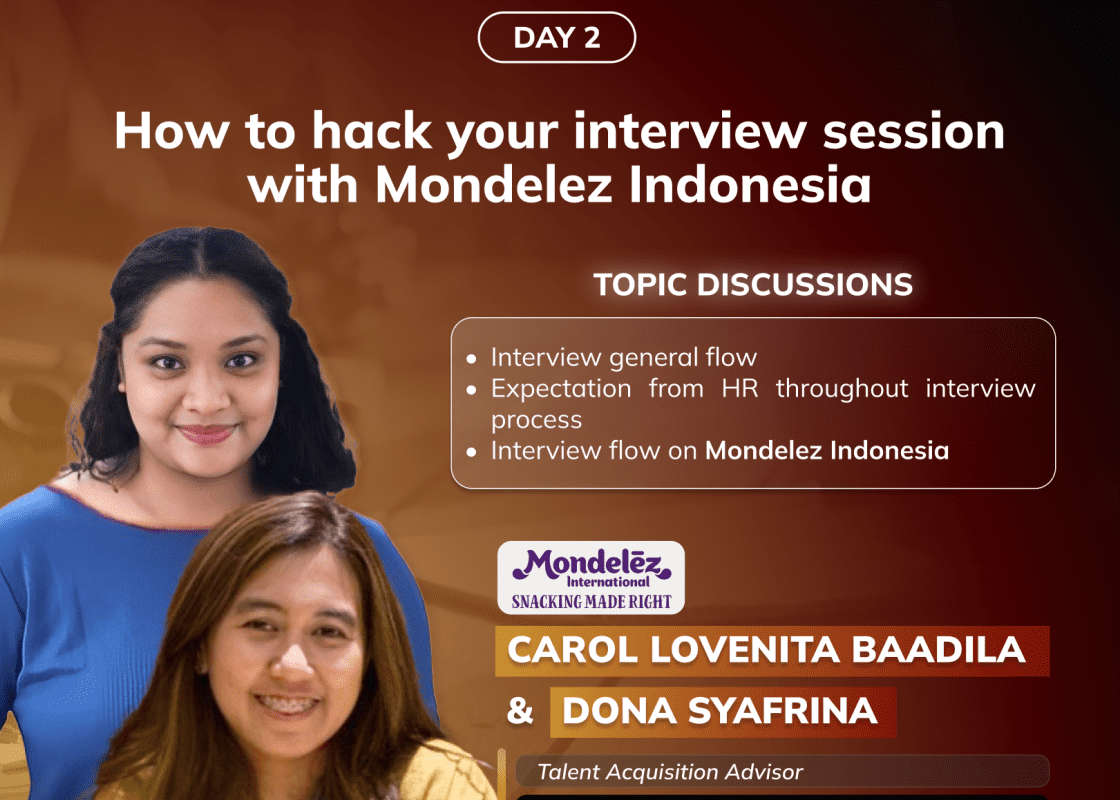 DAY 2
How to hack your interview session
with Mondelez Indonesia
TOPIC DISCUSSIONS
• Interview general flow
• Expectation from HR throughout interview
process
• Interview flow on Mondelez Indonesia
Mondelēz
International
SNACKING MADE RIGHT
CAROL LOVENITA BAADILA
& DONA SYAFRINA
Talent Acquisition Advisor